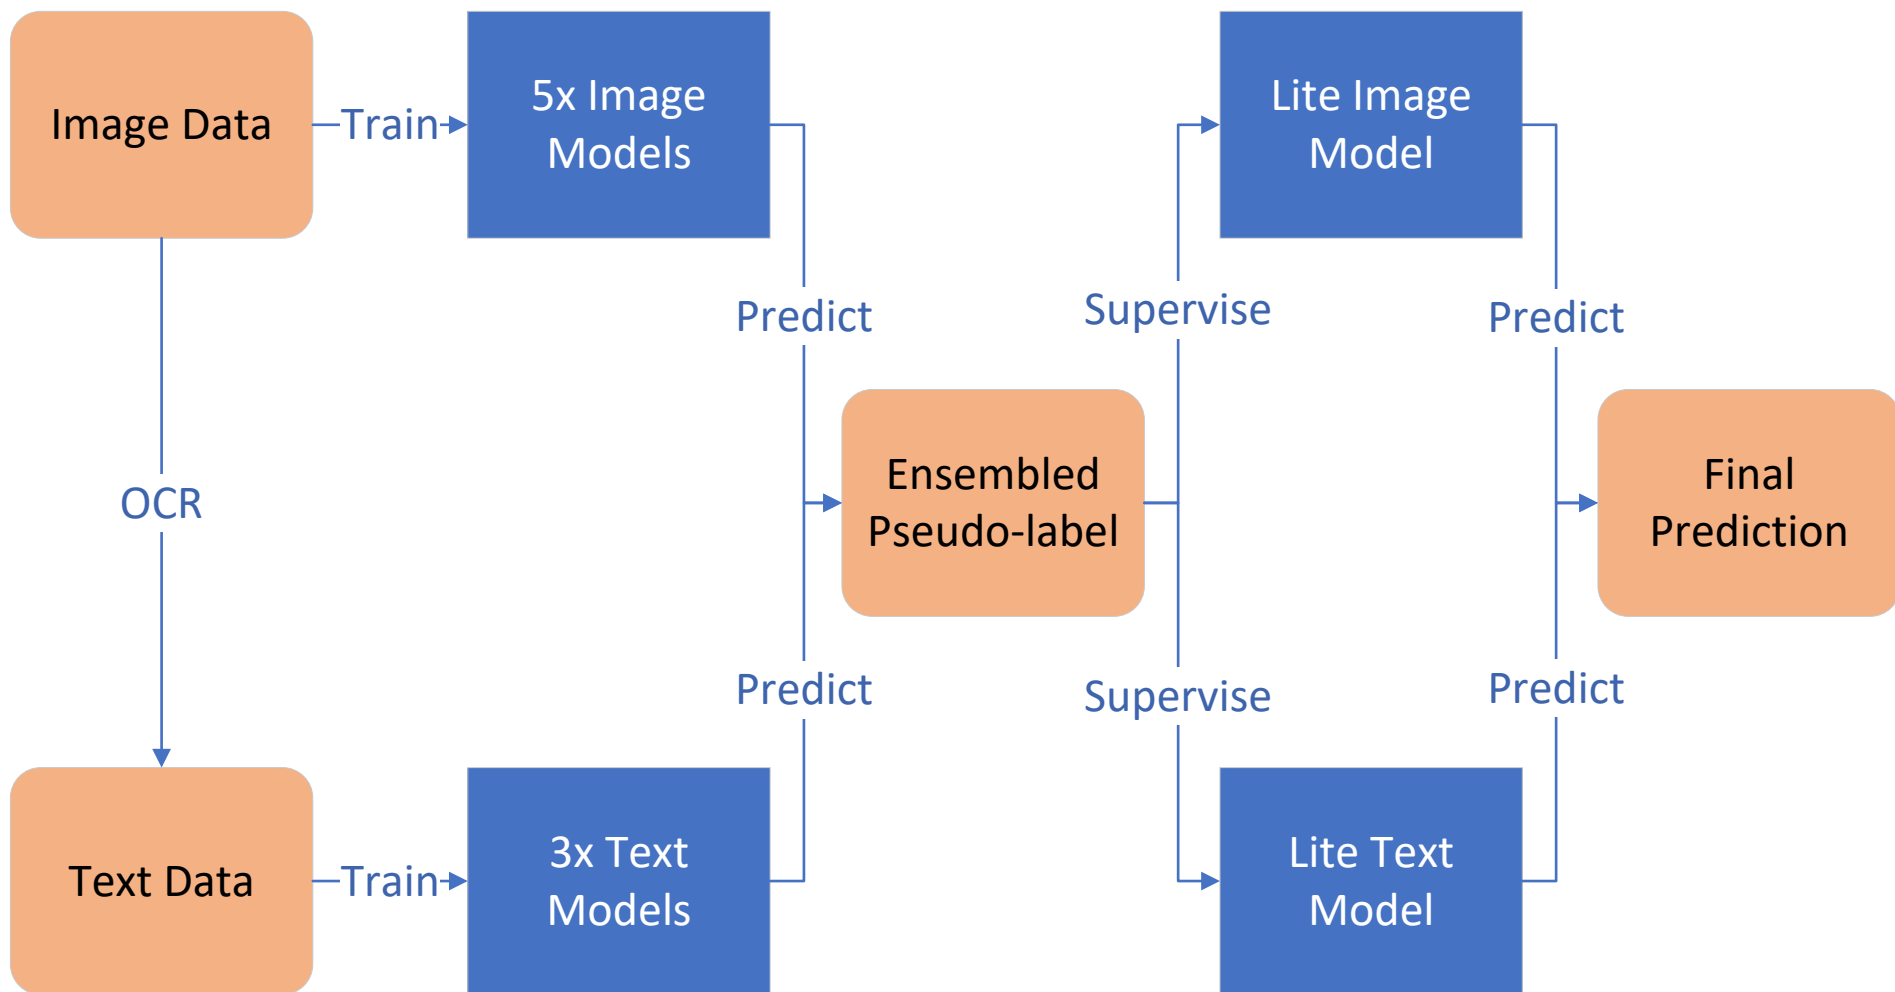 Image Data
Train
5x Image
Models
Lite Image
Model
Predict
Supervise
Predict
OCR
Ensembled
Pseudo-label
Final
Prediction
Predict
Supervise
Predict
Text Data
Train
3x Text
Models
Lite Text
Model